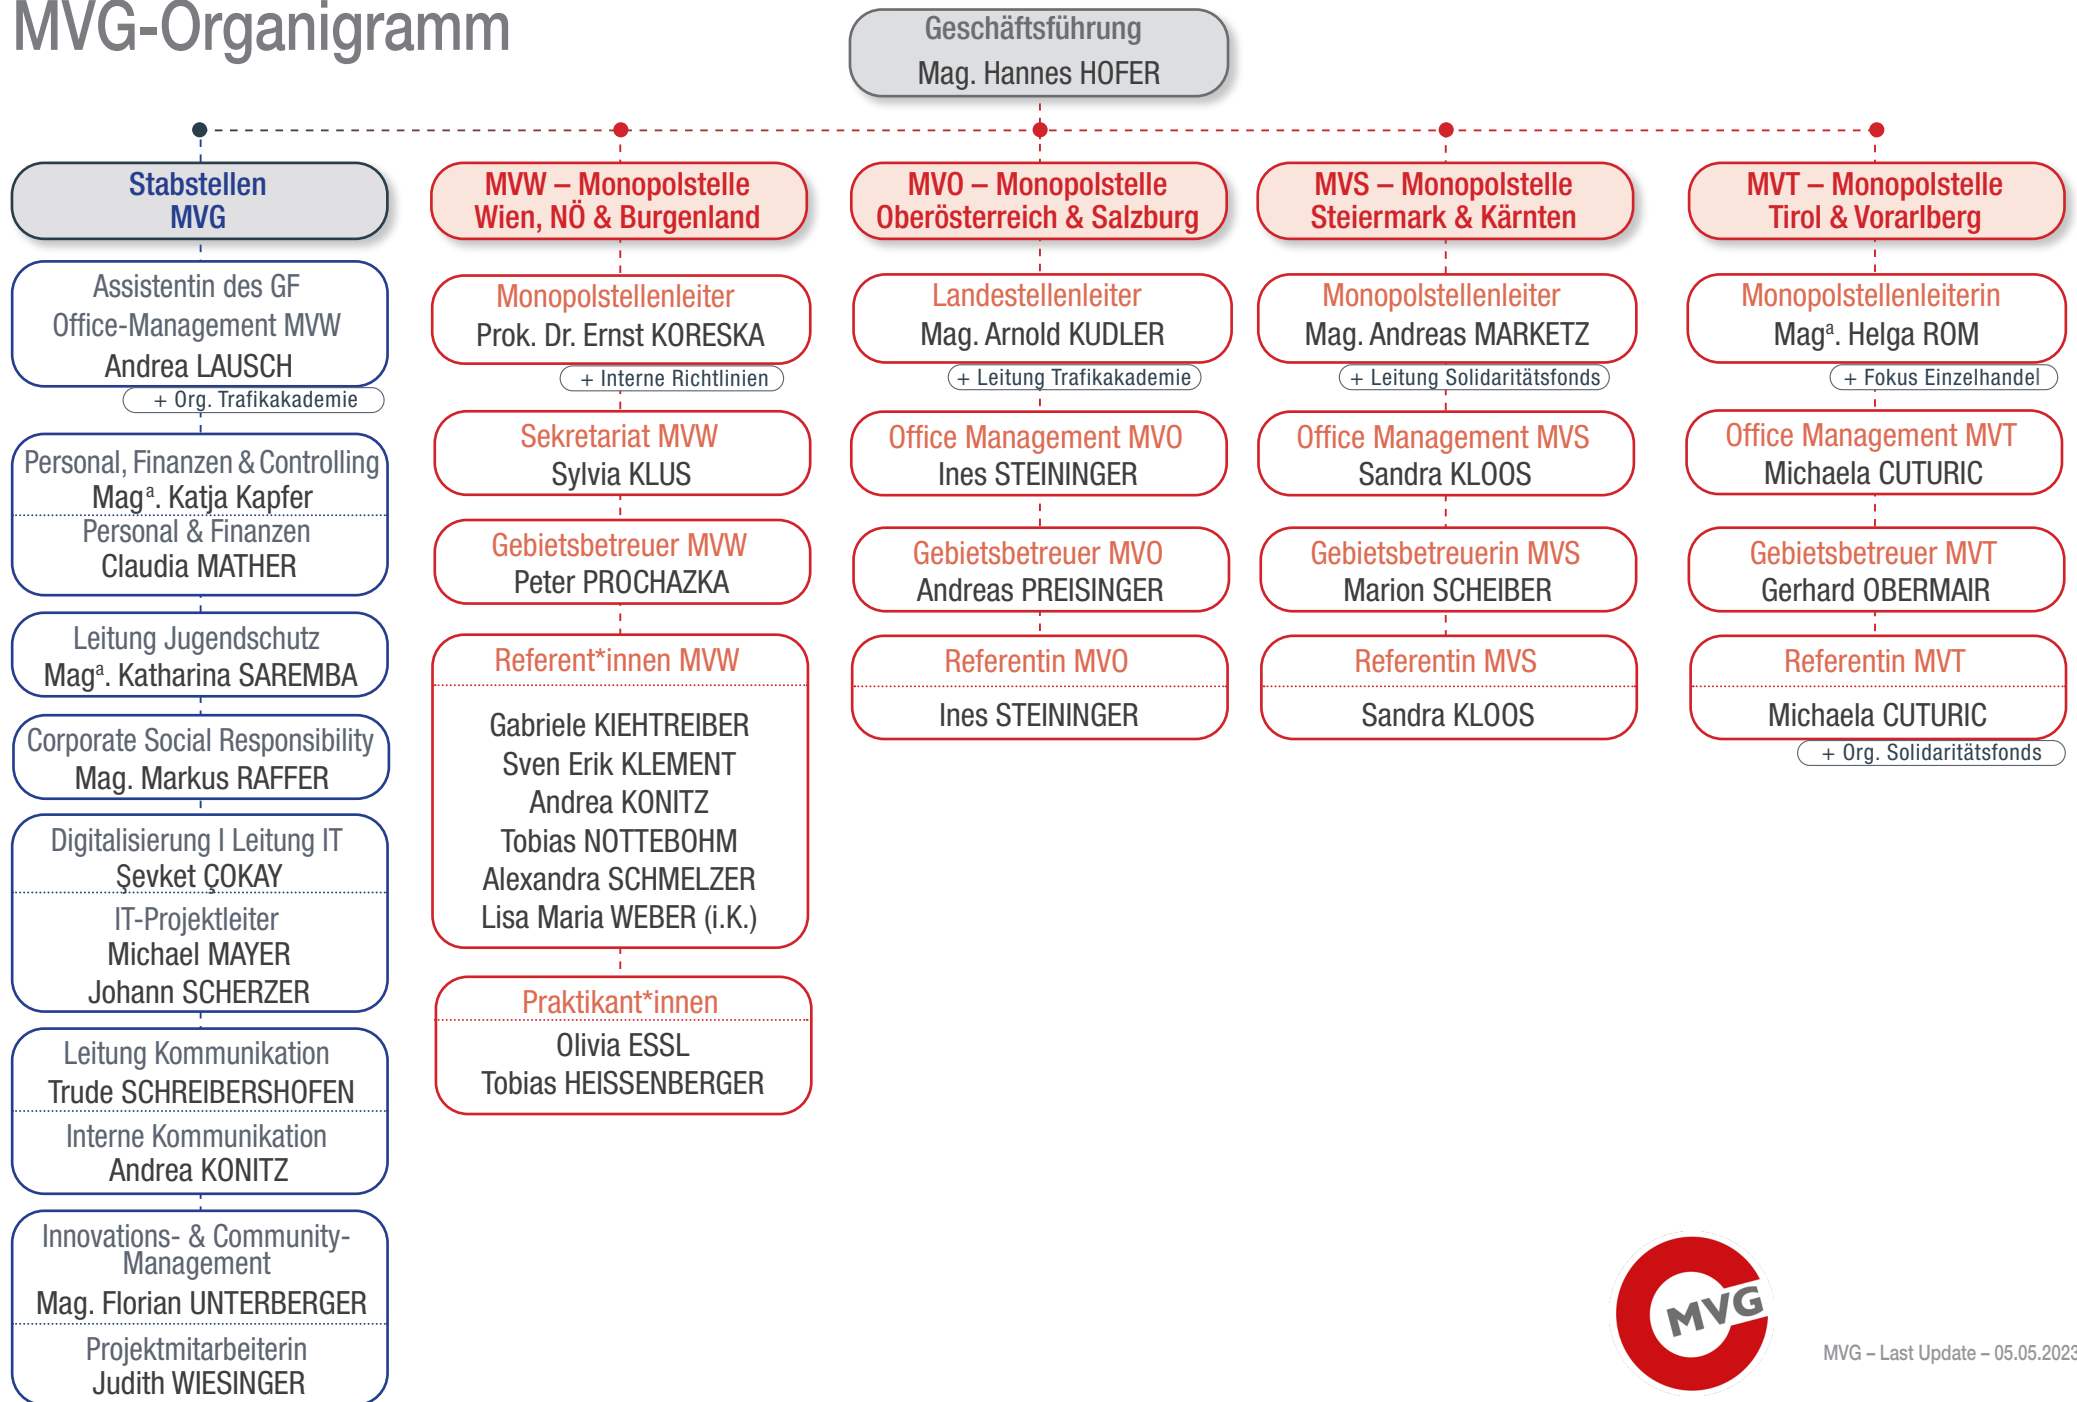 MVG-Organigramm
Geschäftsführung
Mag. Hannes HOFER
Stabstellen
MVG
Assistentin des GF
Office-Management MVW
Andrea LAUSCH
+ Org. Trafikakademie
Personal, Finanzen & Controlling
Magª. Katja Kapfer
Personal & Finanzen
Claudia MATHER
Leitung Jugendschutz
Magª. Katharina SAREMBA
Corporate Social Responsibility
Mag. Markus RAFFER
Digitalisierung I Leitung IT
Şevket ÇOKAY
IT-Projektleiter
Michael MAYER
Johann SCHERZER
Leitung Kommunikation
Trude SCHREIBERSHOFEN
Interne Kommunikation
Andrea KONITZ
Innovations- & Community-
Management
Mag. Florian UNTERBERGER
Projektmitarbeiterin
Judith WIESINGER
MVW – Monopolstelle
Wien, NÖ & Burgenland
Monopolstellenleiter
Prok. Dr. Ernst KORESKA
+ Interne Richtlinien
Sekretariat MVW
Sylvia KLUS
Gebietsbetreuer MVW
Peter PROCHAZKA
Referent*innen MVW
Gabriele KIEHTREIBER
Sven Erik KLEMENT
Andrea KONITZ
Tobias NOTTEBOHM
Alexandra SCHMELZER
Lisa Maria WEBER (i.K.)
Praktikant*innen
Olivia ESSL
Tobias HEISSENBERGER
MVO – Monopolstelle
Oberösterreich & Salzburg
Landestellenleiter
Mag. Arnold KUDLER
+ Leitung Trafikakademie
Office Management MVO
Ines STEININGER
Gebietsbetreuer MVO
Andreas PREISINGER
Referentin MVO
Ines STEININGER
MVS – Monopolstelle
Steiermark & Kärnten
Monopolstellenleiter
Mag. Andreas MARKETZ
+ Leitung Solidaritätsfonds
Office Management MVS
Sandra KLOOS
Gebietsbetreuerin MVS
Marion SCHEIBER
Referentin MVS
Sandra KLOOS
MVT – Monopolstelle
Tirol & Vorarlberg
Monopolstellenleiterin
Magª. Helga ROM
+ Fokus Einzelhandel
Office Management MVT
Michaela CUTURIC
Gebietsbetreuer MVT
Gerhard OBERMAIR
Referentin MVT
Michaela CUTURIC
+ Org. Solidaritätsfonds
MVG
MVG – Last Update – 05.05.2023